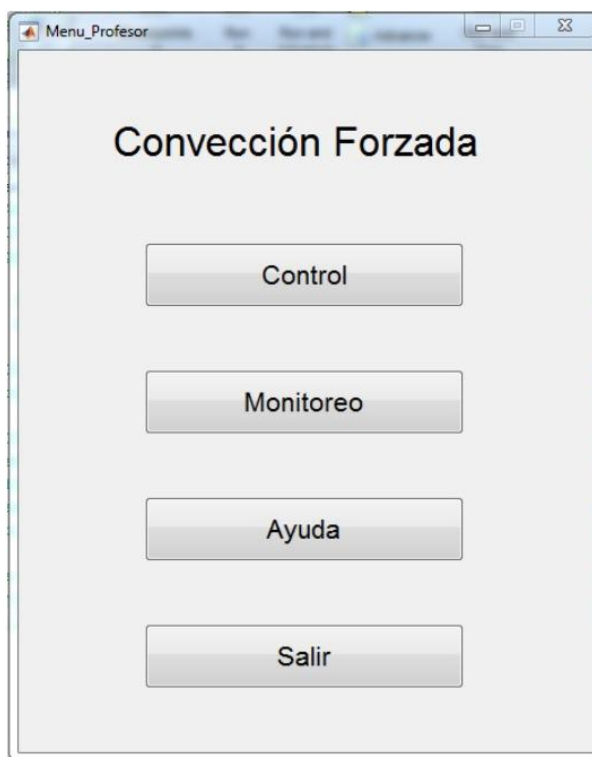 Menu_Profesor
Convección Forzada
Control
Monitoreo
Ayuda
Salir